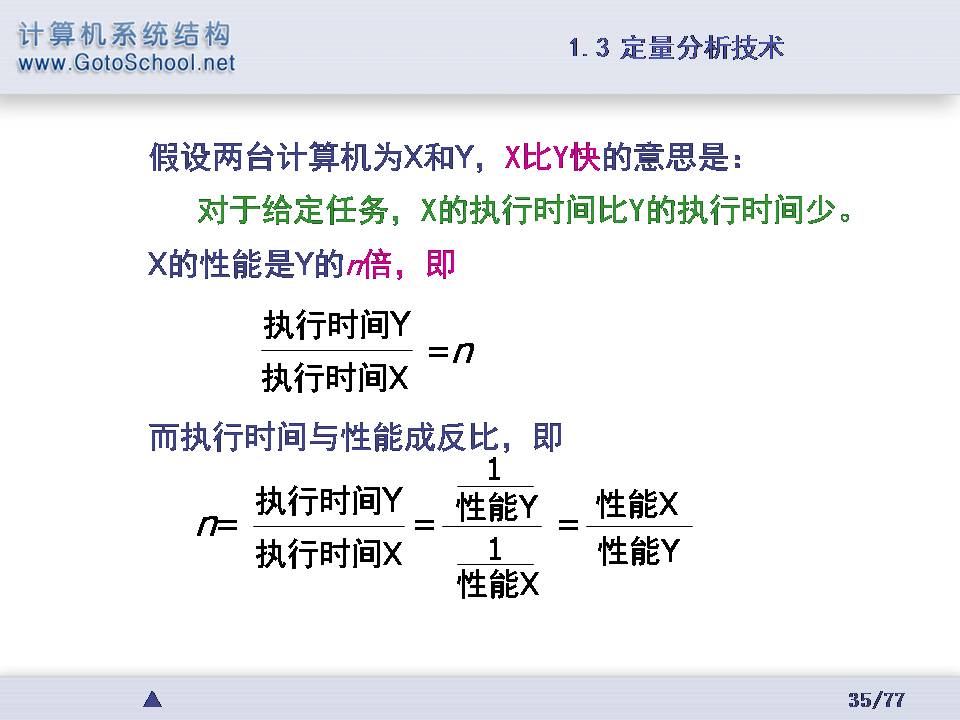 计算机系统结构
www.GotoSchool.net
1.3 定量分析技术
假设两台计算机为X和Y，X比Y快的意思是：
对于给定任务，X的执行时间比Y的执行时间少。
X的性能是Y的n倍，即
执行时间Y
=n
执行时间X
而执行时间与性能成反比，即
n=
执行时间Y
执行时间X
=
1
性能Y
1
性能X
=
性能X
性能Y
35/77